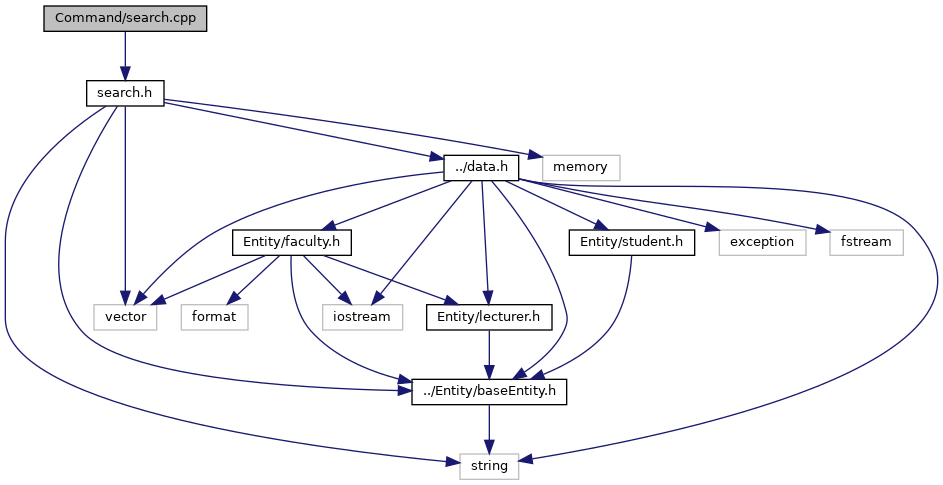 Command/search.cpp
search.h
../data.h
memory
Entity/faculty.h
Entity/student.h
exception
fstream
vector
format
iostream
Entity/lecturer.h
../Entity/baseEntity.h
string